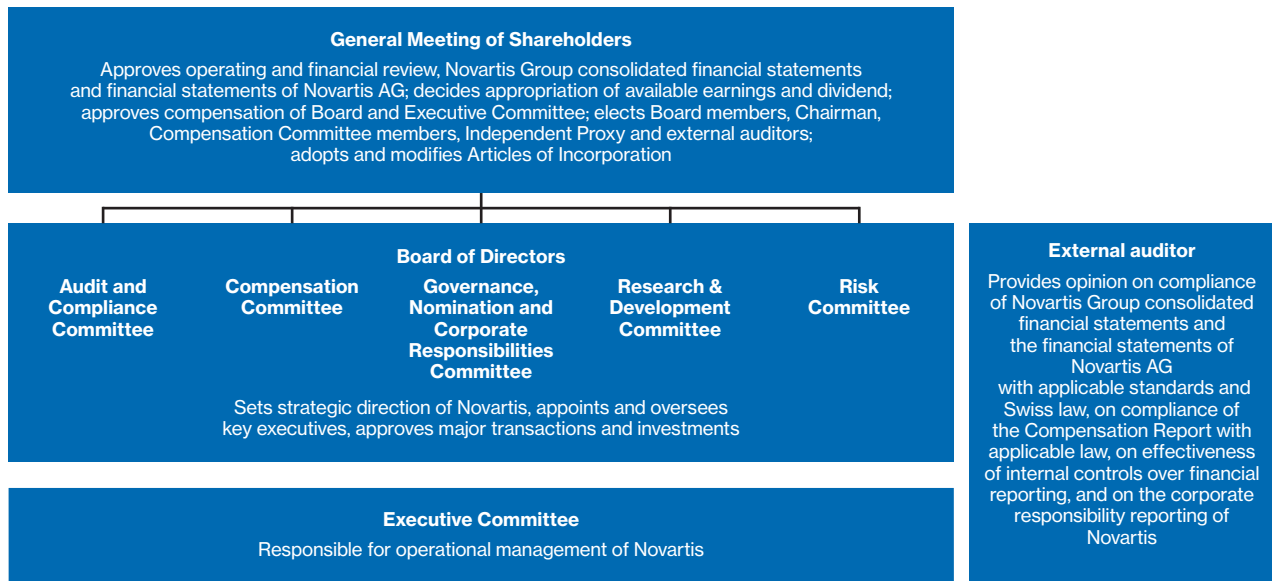 General Meeting of Shareholders
Approves operating and financial review, Novartis Group consolidated financial statements
and financial statements of Novartis AG; decides appropriation of available earnings and dividend;
approves compensation of Board and Executive Committee; elects Board members, Chairman,
Compensation Committee members, Independent Proxy and external auditors;
adopts and modifies Articles of Incorporation
Board of Directors
Audit and
Compliance
Committee
Compensation
Committee
Governance,
Nomination and
Corporate
Responsibilities
Committee
Research &
Development
Committee
Risk
Committee
Sets strategic direction of Novartis, appoints and oversees
key executives, approves major transactions and investments
External auditor
Provides opinion on compliance
of Novartis Group consolidated
financial statements and
the financial statements of
Novartis AG
with applicable standards and
Swiss law, on compliance of
the Compensation Report with
applicable law, on effectiveness
of internal controls over financial
reporting, and on the corporate
responsibility reporting of
Novartis
Executive Committee
Responsible for operational management of Novartis